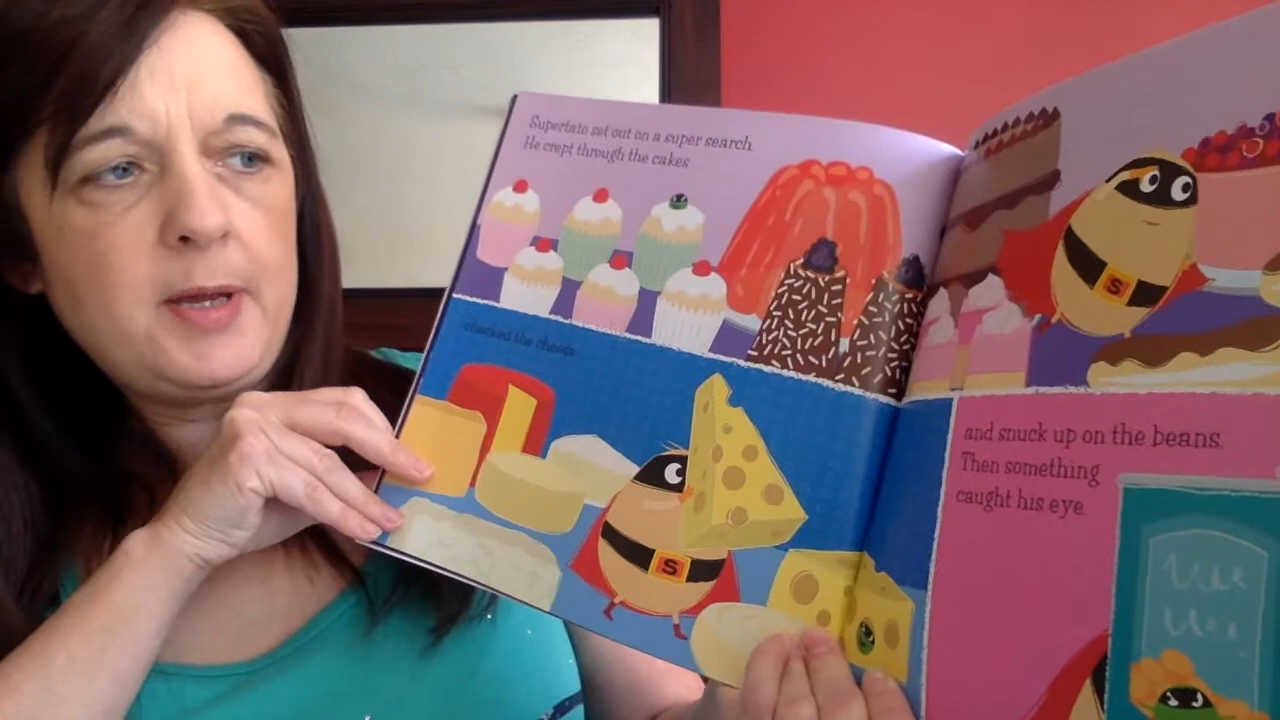 Supertato set out on a super search.
He crept through the cakes
checked the cheese
S
S
and snuck up on the beans.
Then something
caught his eye.